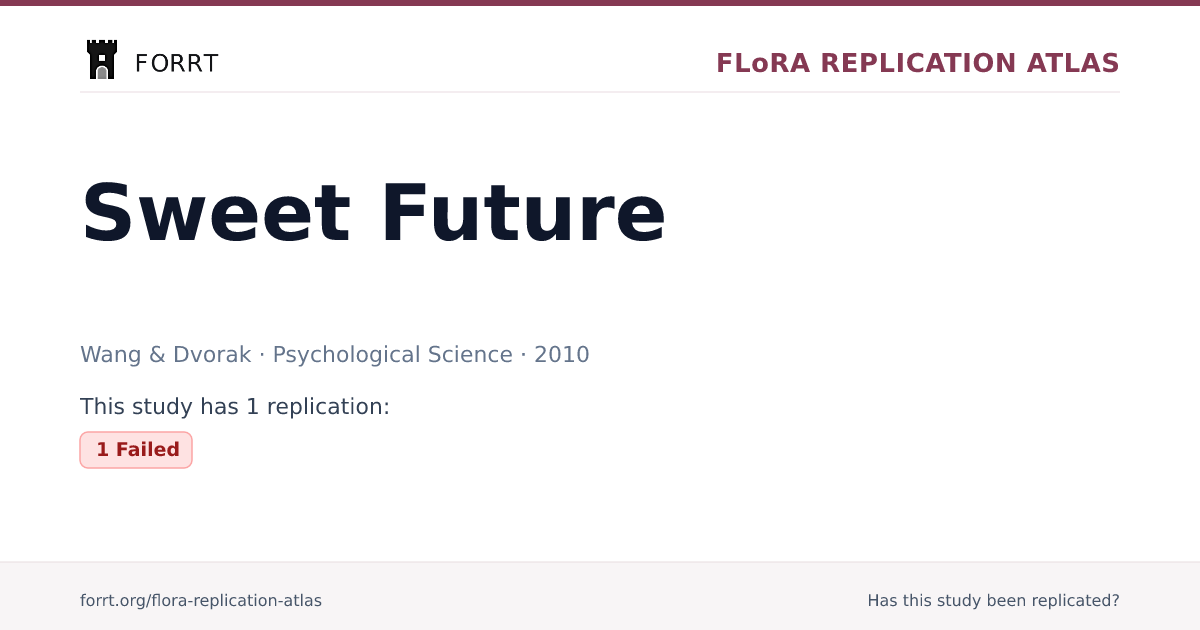 FORRT
FLoRA REPLICATION ATLAS
Sweet Future
Wang & Dvorak · Psychological Science · 2010
This study has 1 replication:
1 Failed
forrt.org/flora-replication-atlas
Has this study been replicated?